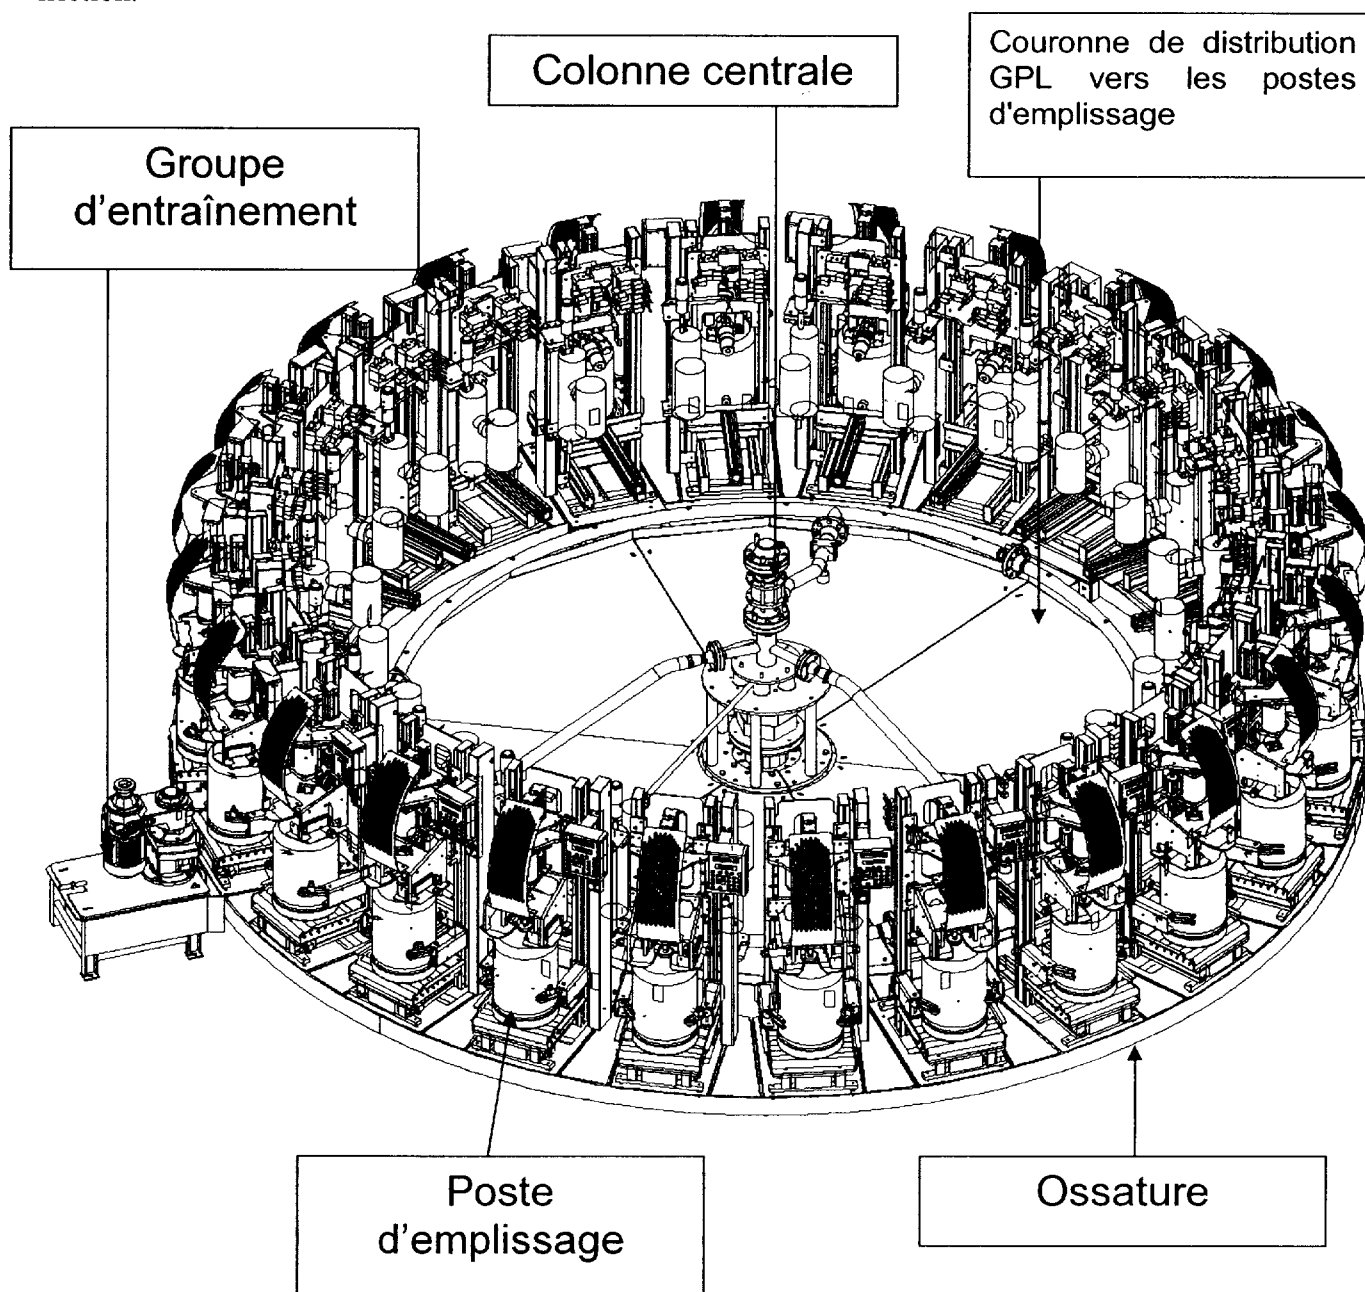 Colonne centrale
Couronne de distribution
GPL vers les postes
d'emplissage
Groupe
d'entraînement
Poste
d'emplissage
Ossature